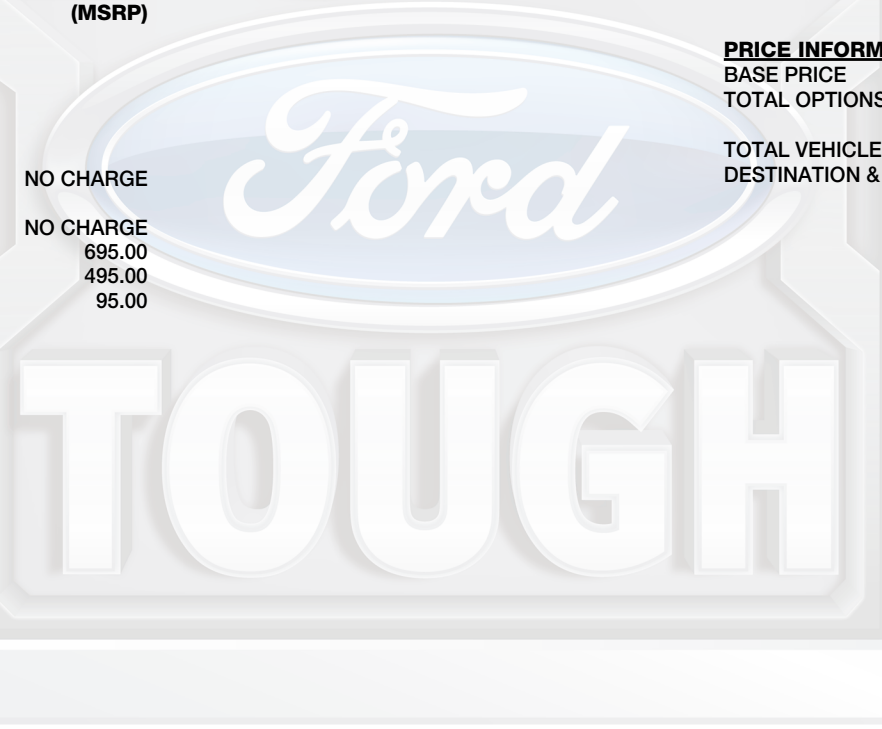 (MSRP)
NO CHARGE
NO CHARGE
695.00
495.00
95.00
PRICE INFORM
BASE PRICE
TOTAL OPTIONS
TOTAL VEHICLE
DESTINATION &
Ford
TOUGH